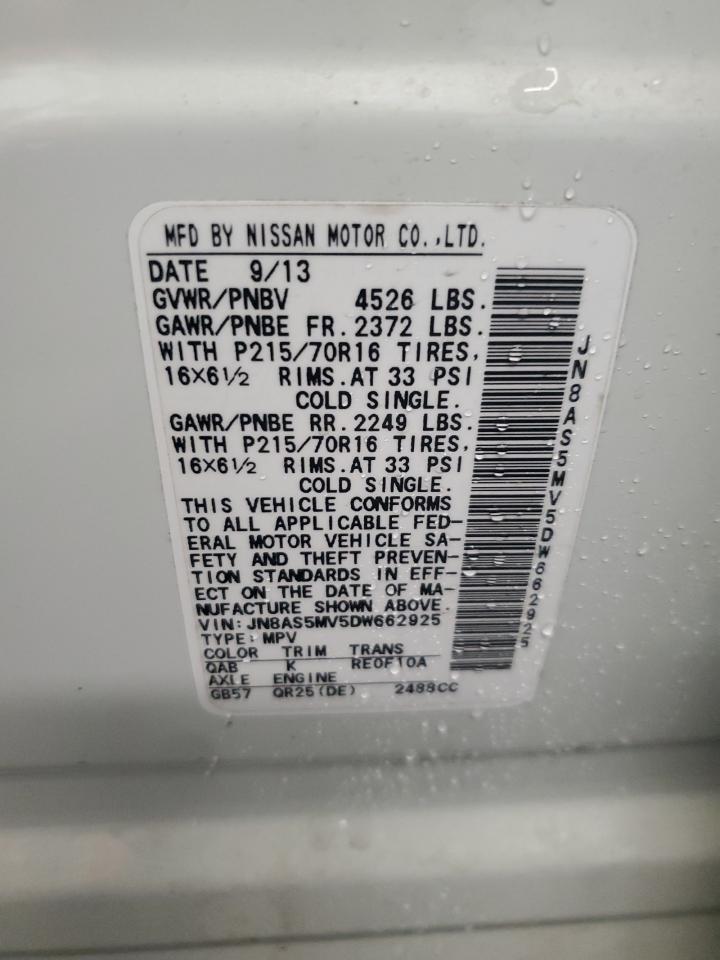 MFD BY NISSAN MOTOR CO.,LTD.
DATE 9/13
GVWR/PNBV 4526 LBS.
GAWR/PNBE FR. 2372 LBS.
WITH P215/70R16 TIRES,
16X6½ RIMS. AT 33 PSI
COLD SINGLE.
GAWR/PNBE RR. 2249 LBS.
WITH P215/70R16 TIRES,
16X6½ RIMS. AT 33 PSI
COLD SINGLE.
THIS VEHICLE CONFORMS
TO ALL APPLICABLE FED-
ERAL MOTOR VEHICLE SA-
FETY AND THEFT PREVEN-
TION STANDARDS IN EFF-
ECT ON THE DATE OF MA-
NUFACTURE SHOWN ABOVE.
VIN: JN8AS5MV5DW662925
TYPE: MPV
COLOR TRIM TRANS
QAB K RE0F10A
AXLE ENGINE
GB57 QR25(DE) 2488CC
JN8AS5MV5DW662925